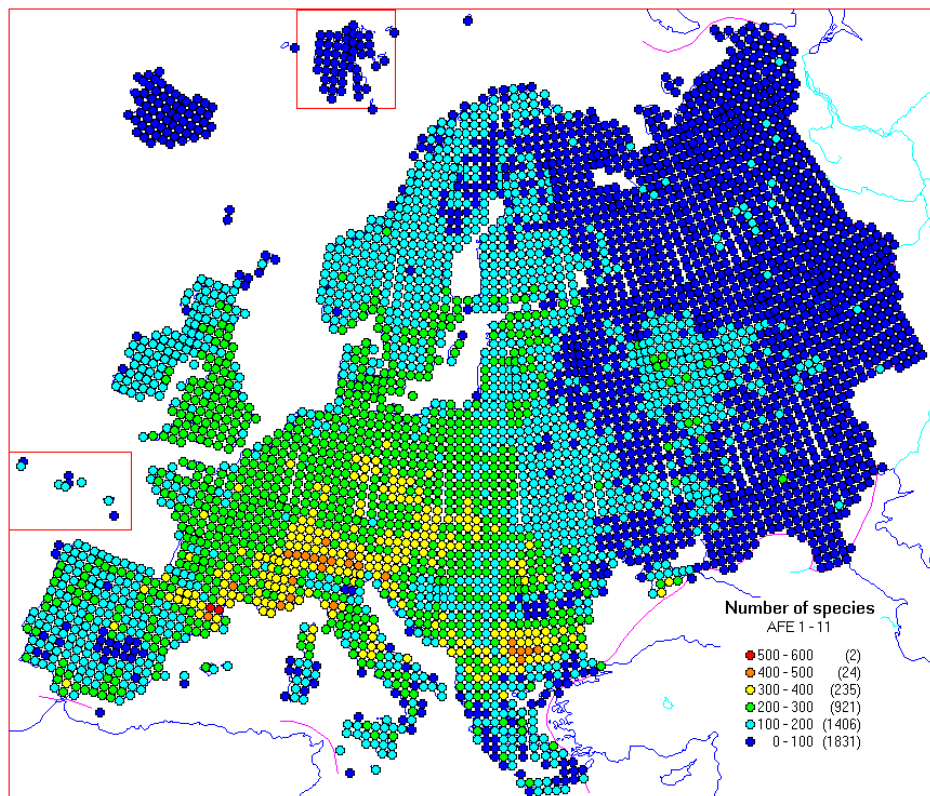 Number of species
AFE 1 - 11
500 - 600 (2)
400 - 500 (24)
300 - 400 (235)
200 - 300 (921)
100 - 200 (1406)
0 - 100 (1831)